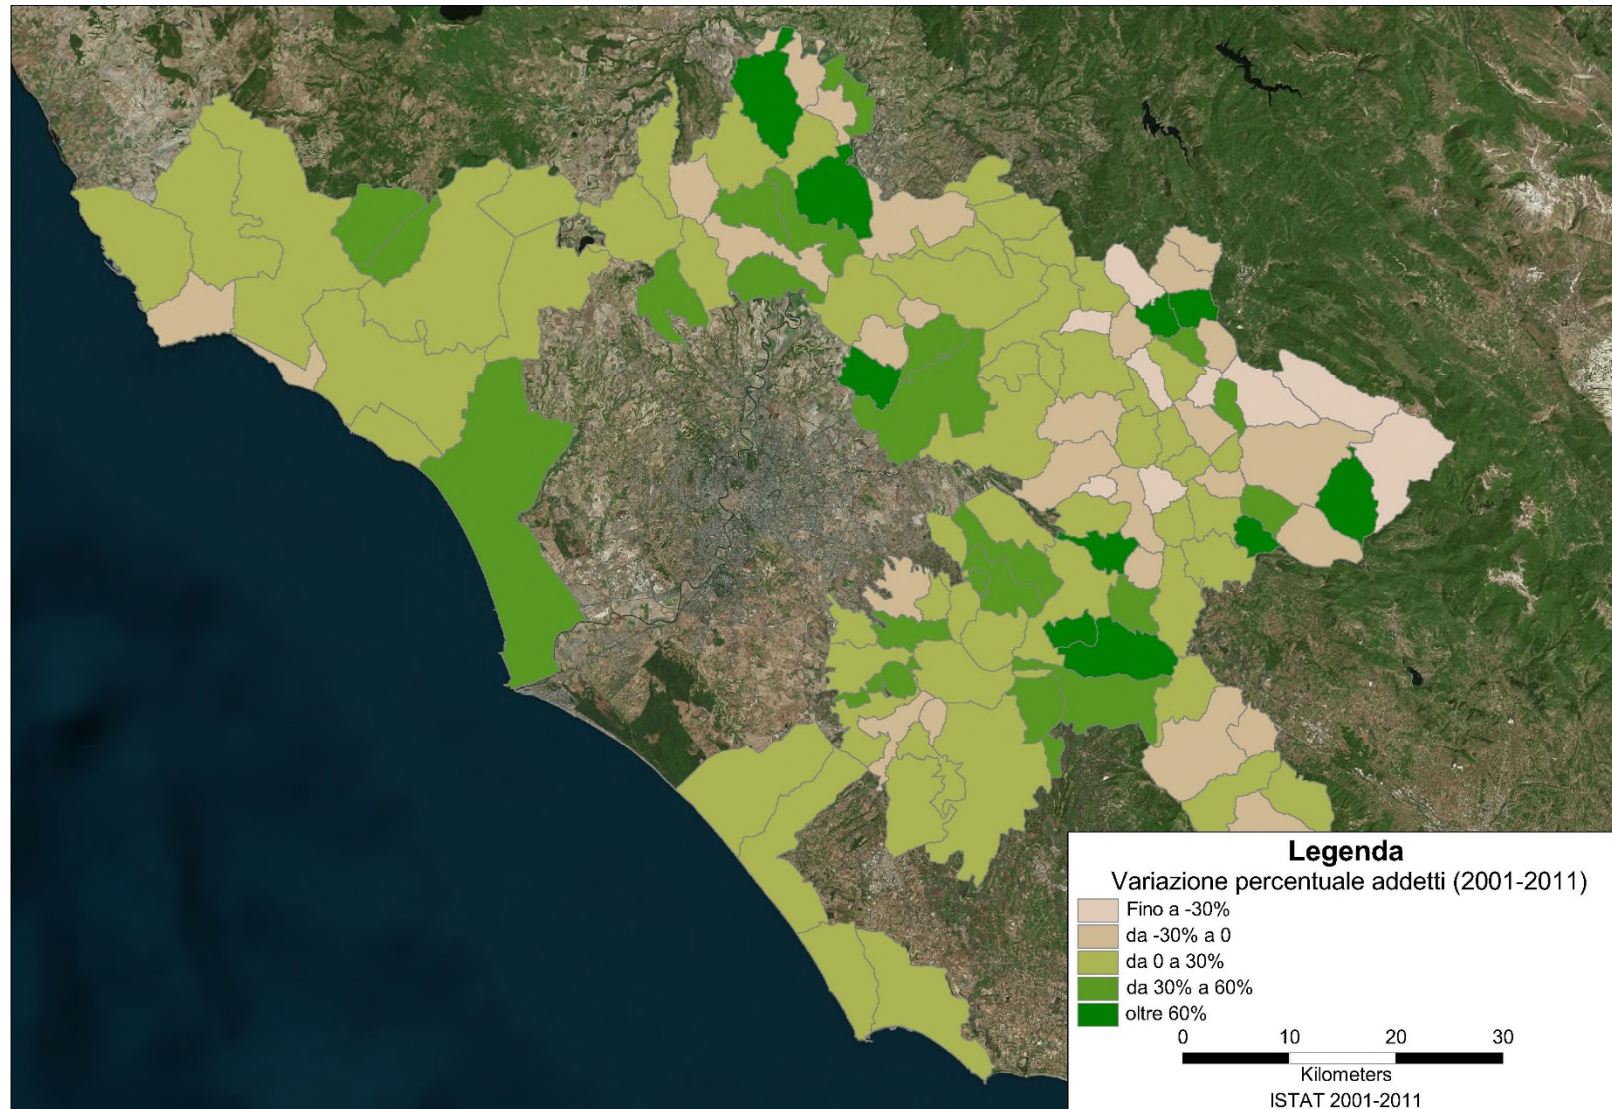 Legenda
Variazione percentuale addetti (2001-2011)
Fino a -30%
da -30% a 0
da 0 a 30%
da 30% a 60%
oltre 60%
0 10 20 30
Kilometers
ISTAT 2001-2011